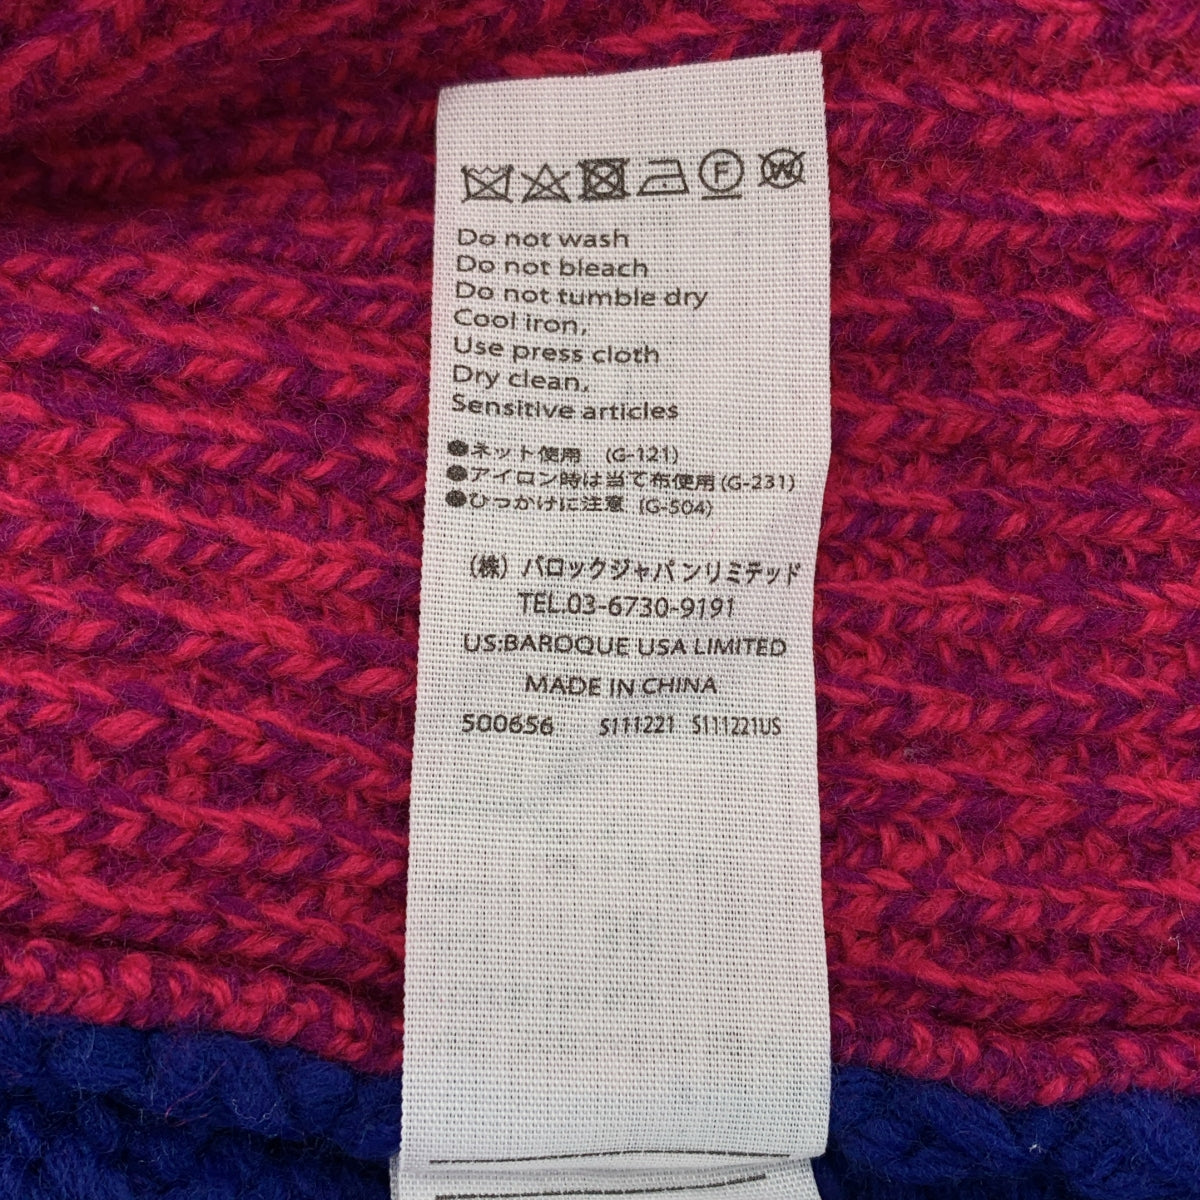 F W
Do not wash
Do not bleach
Do not tumble dry
Cool iron,
Use press cloth
Dry clean,
Sensitive articles
●ネット使用 (G-121)
●アイロン時は当て布使用 (G-231)
●ひっかけに注意 (G-504)
(株) バロックジャパンリミテッド
TEL.03-6730-9191
US:BAROQUE USA LIMITED
MADE IN CHINA
500656 S111221 S111221US